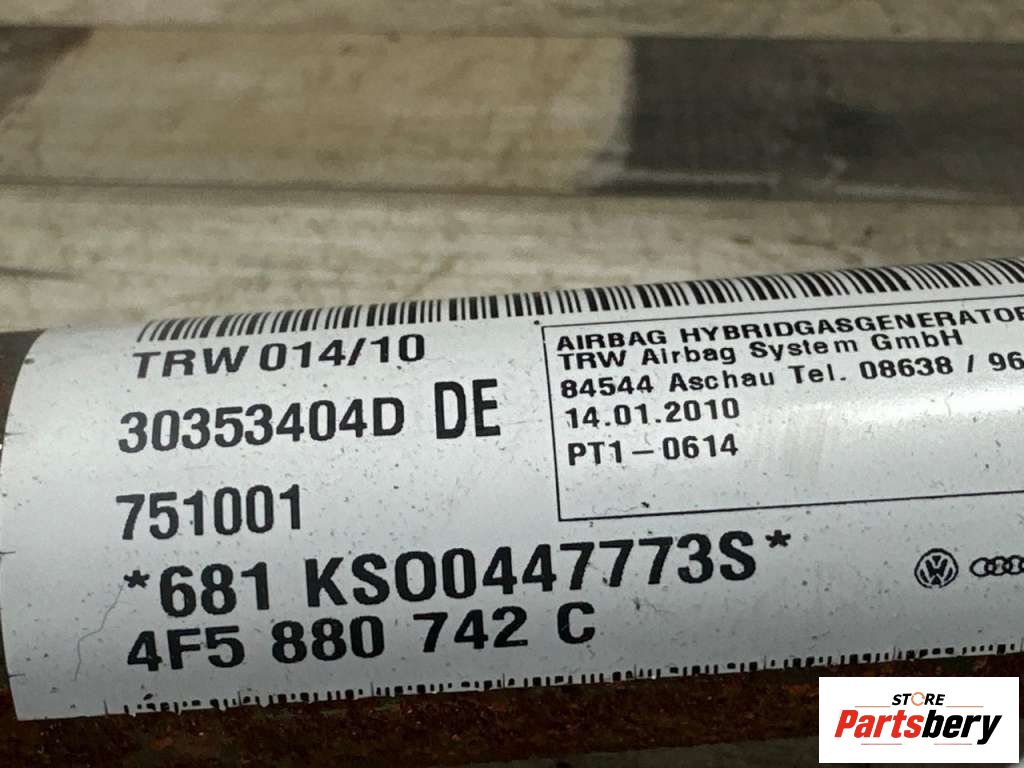 TRW 014/10
30353404D DE
751001
*681 KSO0447773S*
4F5 880 742 C
AIRBAG HYBRIDGASGENERATOR
TRW Airbag System GmbH
84544 Aschau Tel. 08638 / 96
14.01.2010
PT1-0614
STORE
Partsbery